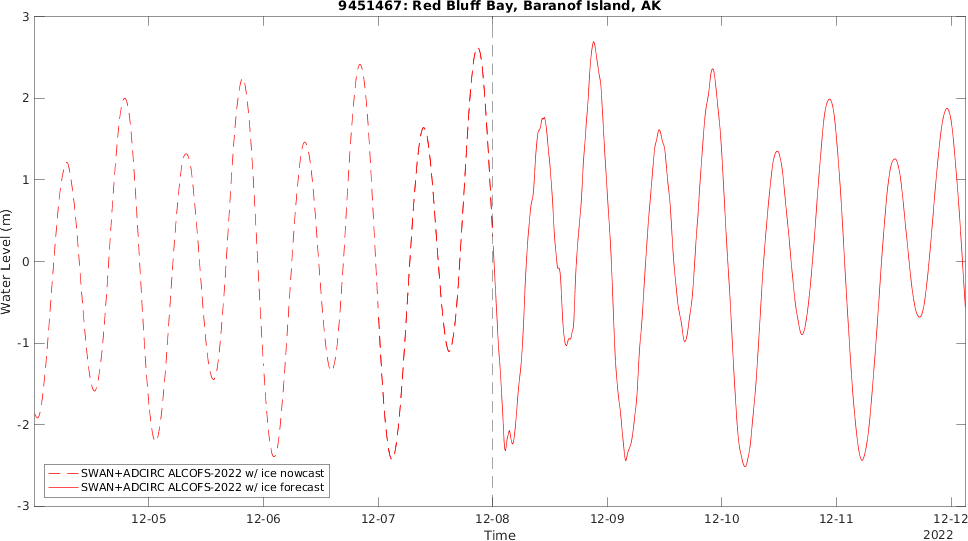 9451467: Red Bluff Bay, Baranof Island, AK
3
2
1
0
-1
-2
-3
Water Level (m)
SWAN+ADCIRC ALCOFS-2022 w/ ice nowcast
SWAN+ADCIRC ALCOFS-2022 w/ ice forecast
12-05 12-06 12-07 12-08 12-09 12-10 12-11 12-12
Time 2022